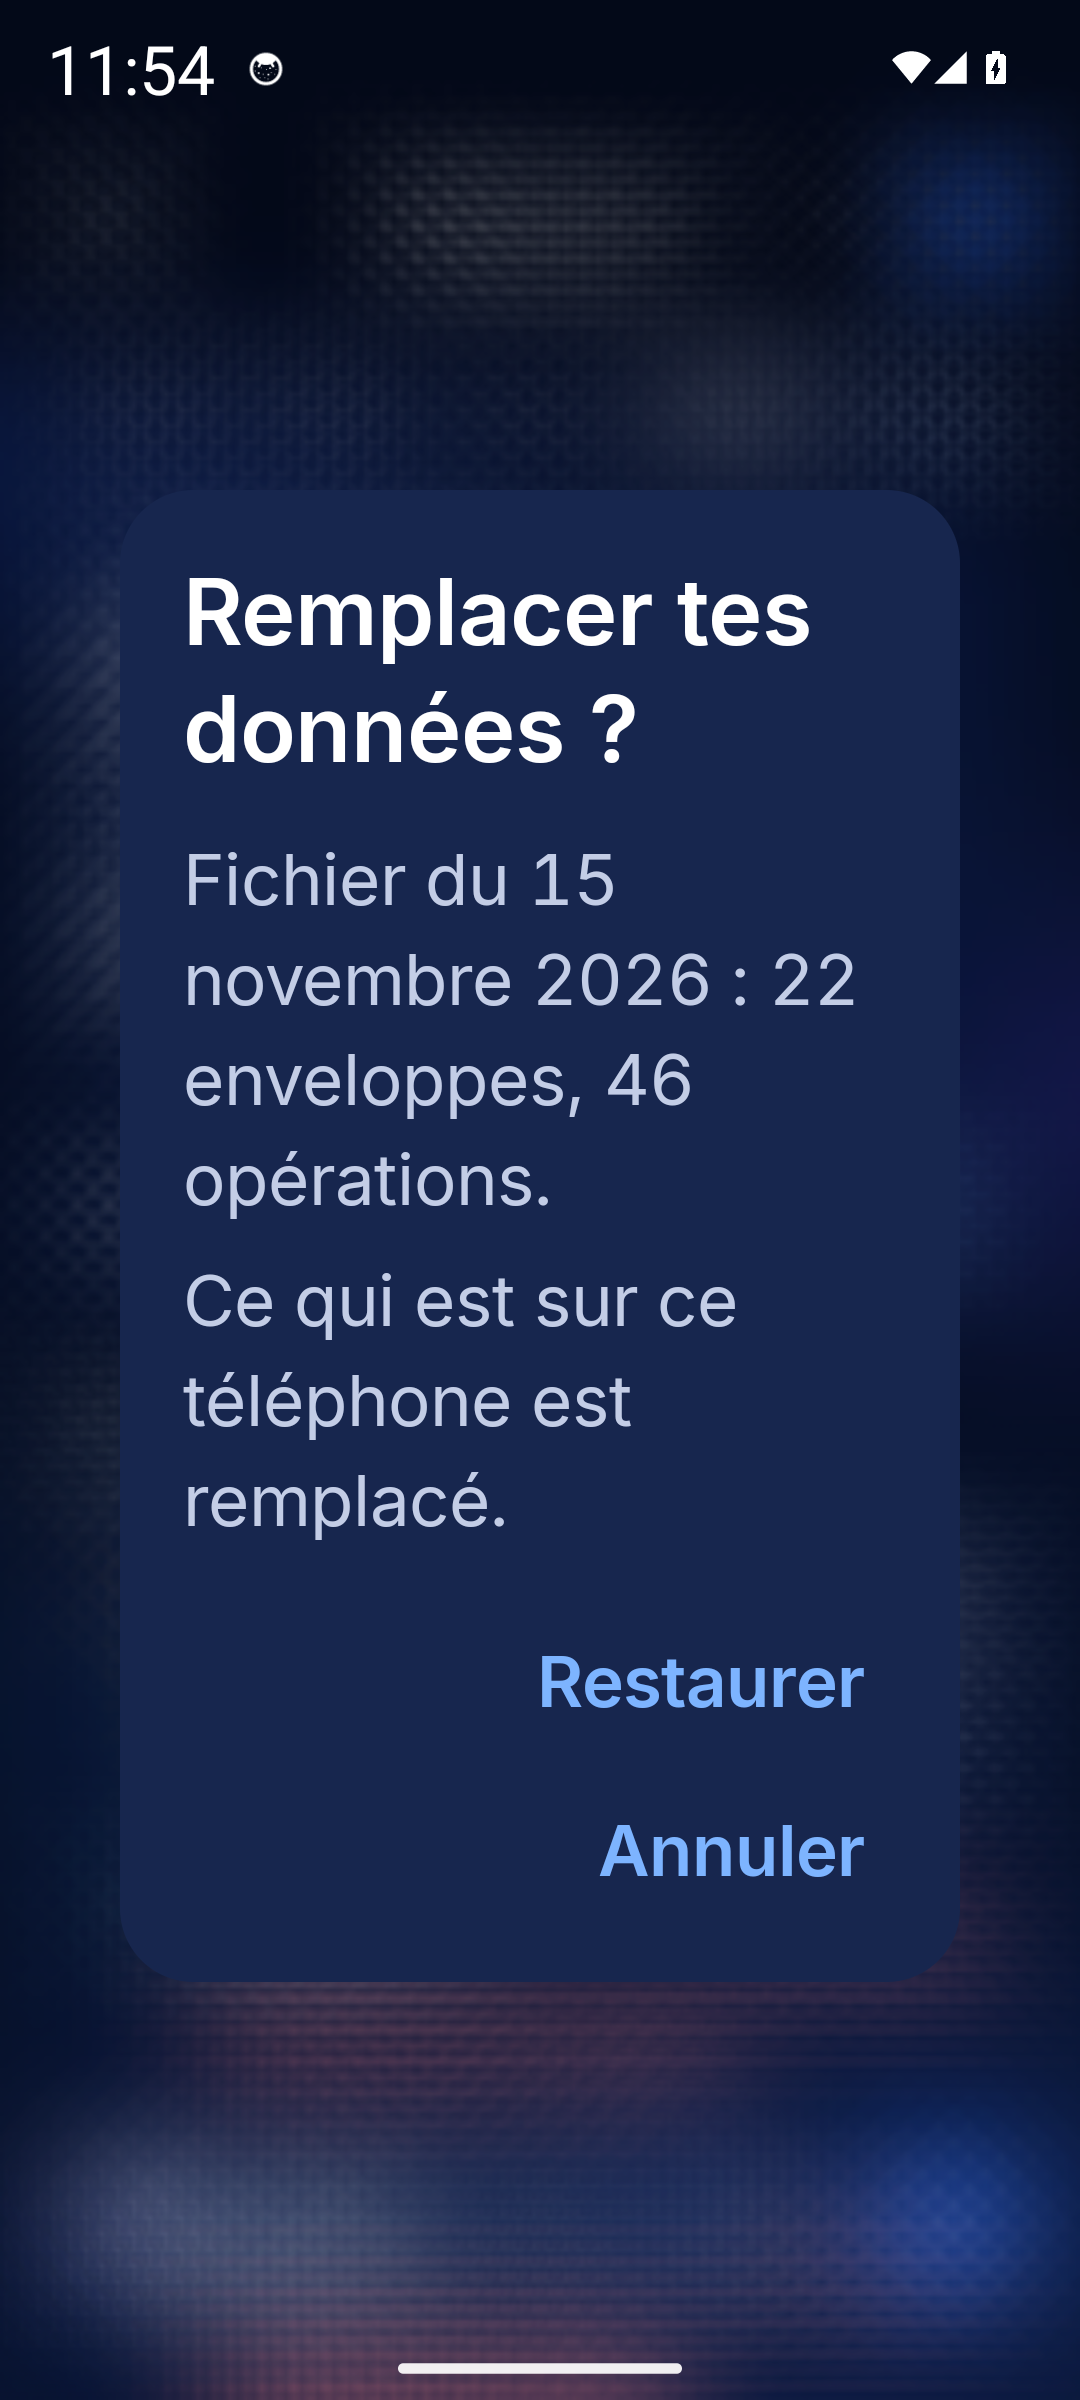 11:54
Remplacer tes
données ?
Fichier du 15
novembre 2026 : 22
enveloppes, 46
opérations.
Ce qui est sur ce
téléphone est
remplacé.
Restaurer
Annuler